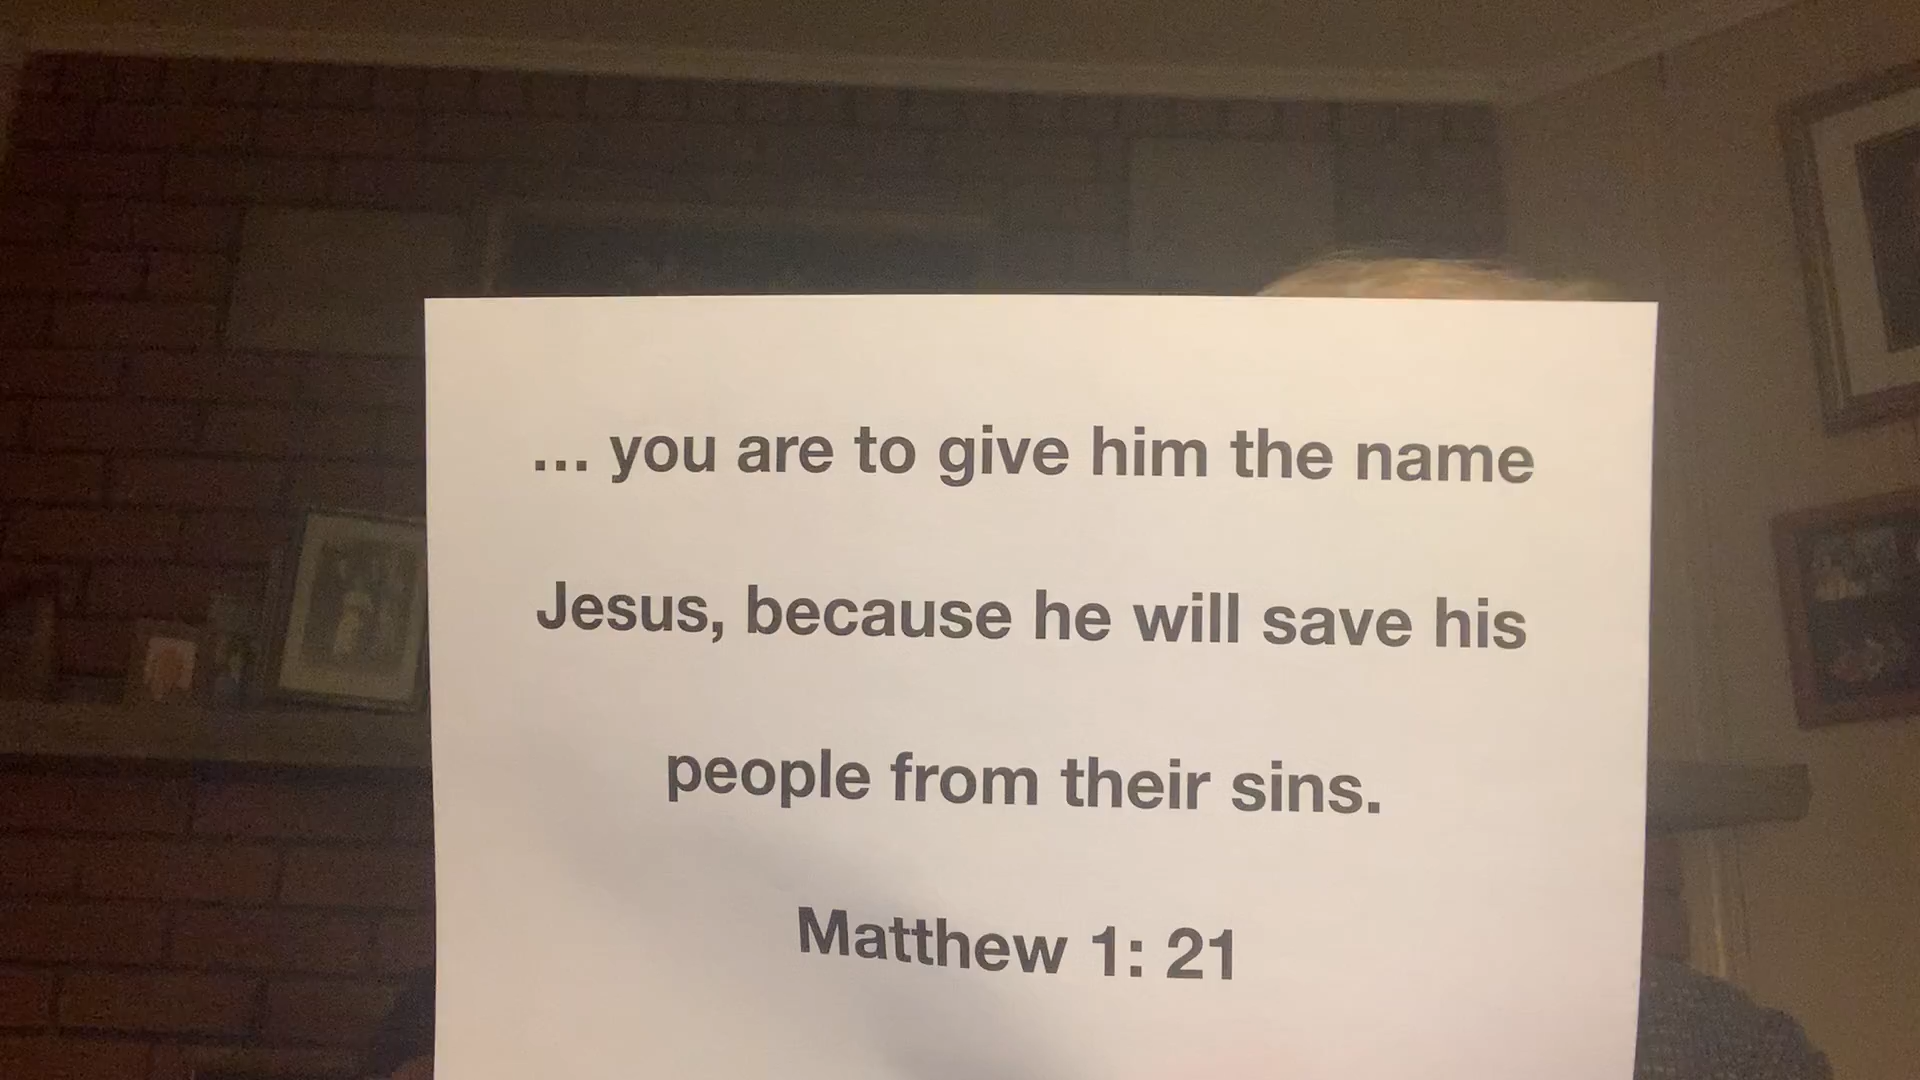 ... you are to give him the name
Jesus, because he will save his
people from their sins.
Matthew 1: 21